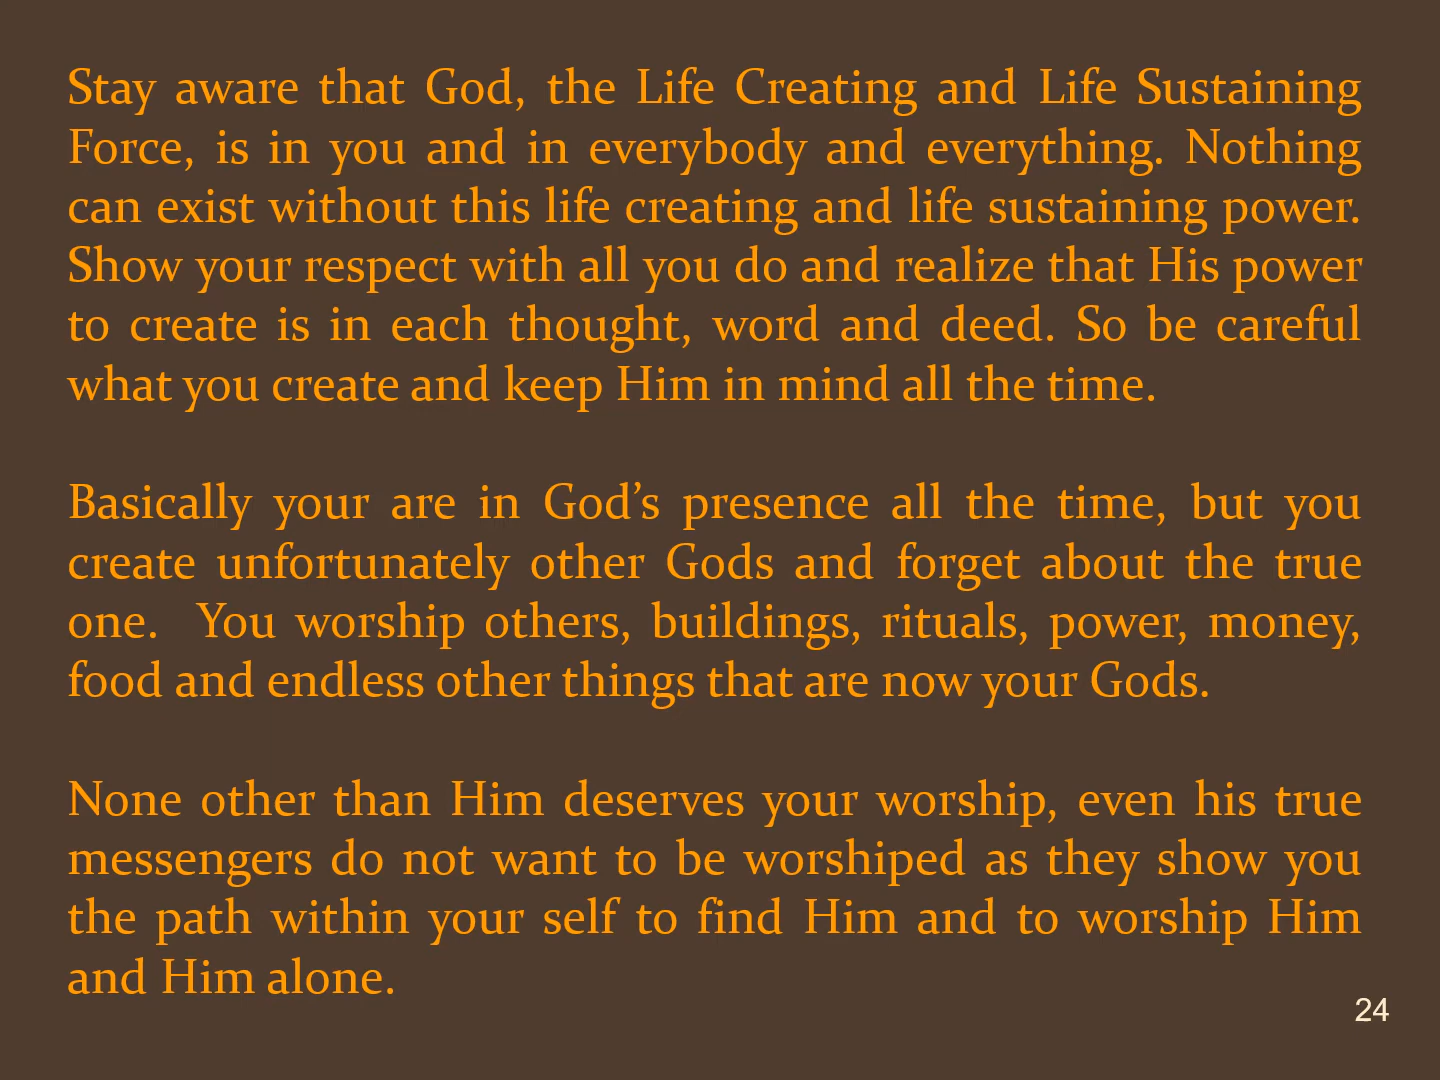 Stay aware that God, the Life Creating and Life Sustaining
Force, is in you and in everybody and everything. Nothing
can exist without this life creating and life sustaining power.
Show your respect with all you do and realize that His power
to create is in each thought, word and deed. So be careful
what you create and keep Him in mind all the time.
Basically your are in God’s presence all the time, but you
create unfortunately other Gods and forget about the true
one.  You worship others, buildings, rituals, power, money,
food and endless other things that are now your Gods.
None other than Him deserves your worship, even his true
messengers do not want to be worshiped as they show you
the path within your self to find Him and to worship Him
and Him alone.
24